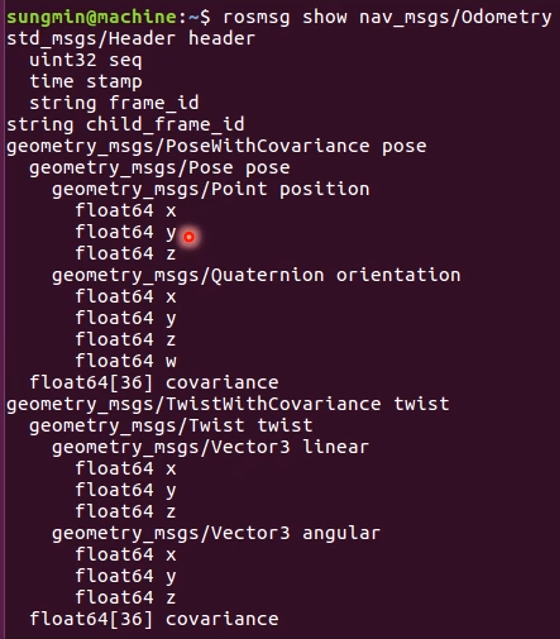 sungmin@machine:~$ rosmsg show nav_msgs/Odometry
std_msgs/Header header
  uint32 seq
  time stamp
  string frame_id
string child_frame_id
geometry_msgs/PoseWithCovariance pose
  geometry_msgs/Pose pose
    geometry_msgs/Point position
      float64 x
      float64 y
      float64 z
    geometry_msgs/Quaternion orientation
      float64 x
      float64 y
      float64 z
      float64 w
  float64[36] covariance
geometry_msgs/TwistWithCovariance twist
  geometry_msgs/Twist twist
    geometry_msgs/Vector3 linear
      float64 x
      float64 y
      float64 z
    geometry_msgs/Vector3 angular
      float64 x
      float64 y
      float64 z
  float64[36] covariance